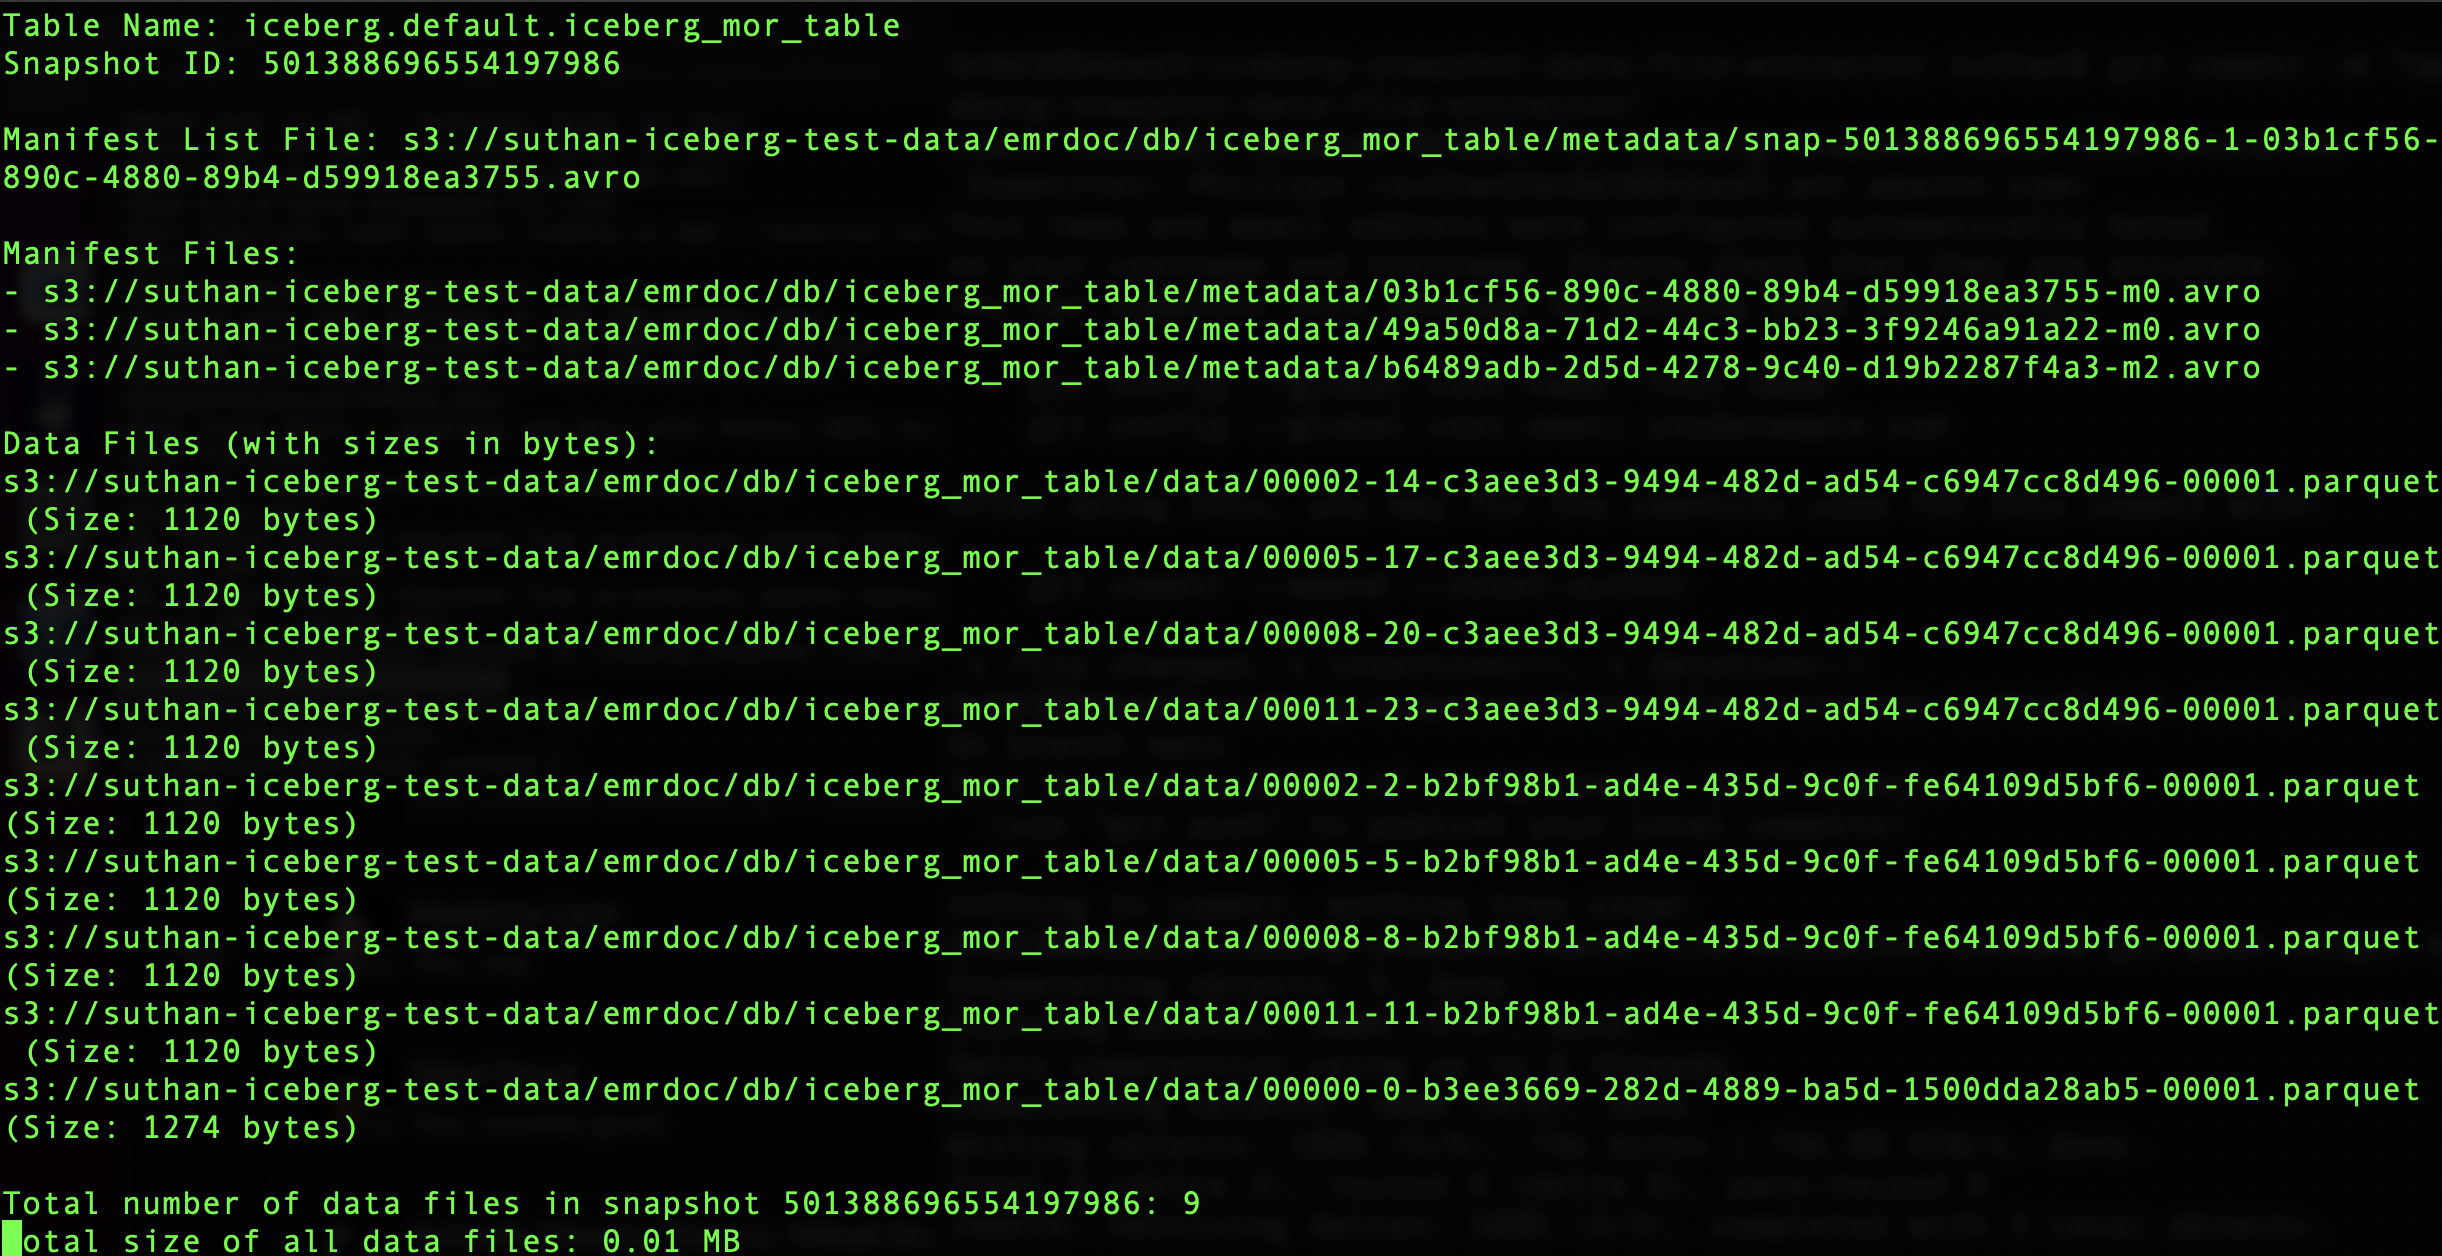 Table Name: iceberg.default.iceberg_mor_table
Snapshot ID: 501388696554197986
Manifest List File: s3://suthan-iceberg-test-data/emrdoc/db/iceberg_mor_table/metadata/snap-501388696554197986-1-03b1cf56-
890c-4880-89b4-d59918ea3755.avro
Manifest Files:
- s3://suthan-iceberg-test-data/emrdoc/db/iceberg_mor_table/metadata/03b1cf56-890c-4880-89b4-d59918ea3755-m0.avro
- s3://suthan-iceberg-test-data/emrdoc/db/iceberg_mor_table/metadata/49a50d8a-71d2-44c3-bb23-3f9246a91a22-m0.avro
- s3://suthan-iceberg-test-data/emrdoc/db/iceberg_mor_table/metadata/b6489adb-2d5d-4278-9c40-d19b2287f4a3-m2.avro
Data Files (with sizes in bytes):
s3://suthan-iceberg-test-data/emrdoc/db/iceberg_mor_table/data/00002-14-c3aee3d3-9494-482d-ad54-c6947cc8d496-00001.parquet
(Size: 1120 bytes)
s3://suthan-iceberg-test-data/emrdoc/db/iceberg_mor_table/data/00005-17-c3aee3d3-9494-482d-ad54-c6947cc8d496-00001.parquet
(Size: 1120 bytes)
s3://suthan-iceberg-test-data/emrdoc/db/iceberg_mor_table/data/00008-20-c3aee3d3-9494-482d-ad54-c6947cc8d496-00001.parquet
(Size: 1120 bytes)
s3://suthan-iceberg-test-data/emrdoc/db/iceberg_mor_table/data/00011-23-c3aee3d3-9494-482d-ad54-c6947cc8d496-00001.parquet
(Size: 1120 bytes)
s3://suthan-iceberg-test-data/emrdoc/db/iceberg_mor_table/data/00002-2-b2bf98b1-ad4e-435d-9c0f-fe64109d5bf6-00001.parquet
(Size: 1120 bytes)
s3://suthan-iceberg-test-data/emrdoc/db/iceberg_mor_table/data/00005-5-b2bf98b1-ad4e-435d-9c0f-fe64109d5bf6-00001.parquet
(Size: 1120 bytes)
s3://suthan-iceberg-test-data/emrdoc/db/iceberg_mor_table/data/00008-8-b2bf98b1-ad4e-435d-9c0f-fe64109d5bf6-00001.parquet
(Size: 1120 bytes)
s3://suthan-iceberg-test-data/emrdoc/db/iceberg_mor_table/data/00011-11-b2bf98b1-ad4e-435d-9c0f-fe64109d5bf6-00001.parquet
(Size: 1120 bytes)
s3://suthan-iceberg-test-data/emrdoc/db/iceberg_mor_table/data/00000-0-b3ee3669-282d-4889-ba5d-1500dda28ab5-00001.parquet
(Size: 1274 bytes)
Total number of data files in snapshot 501388696554197986: 9
otal size of all data files: 0.01 MB